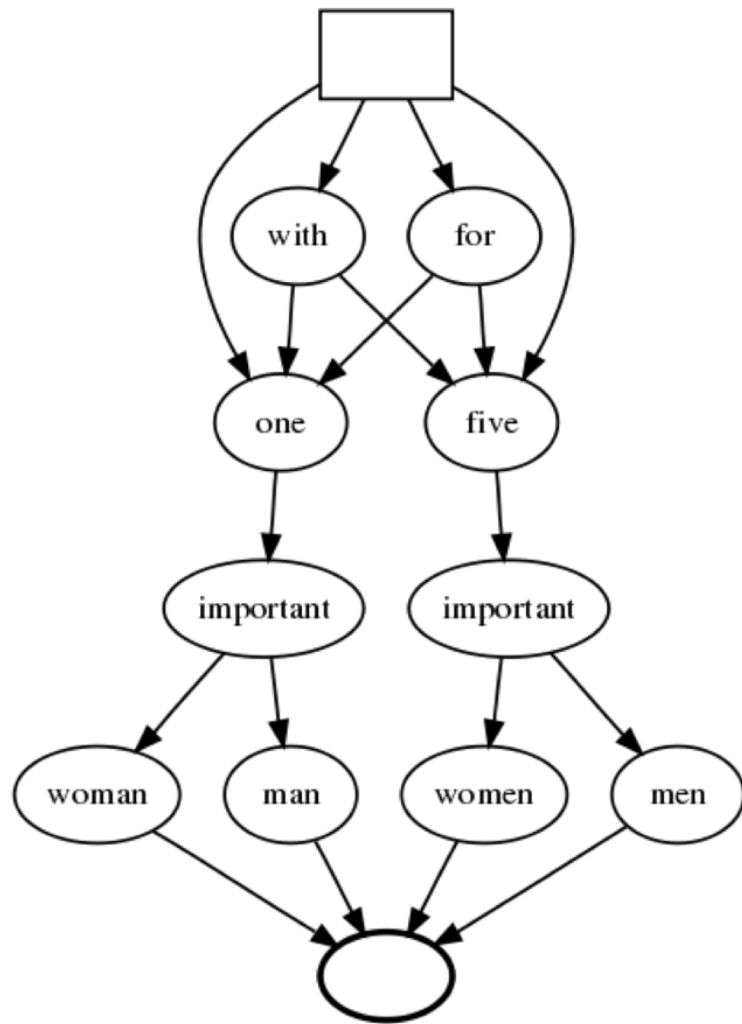 with for
one five
important important
woman man women men